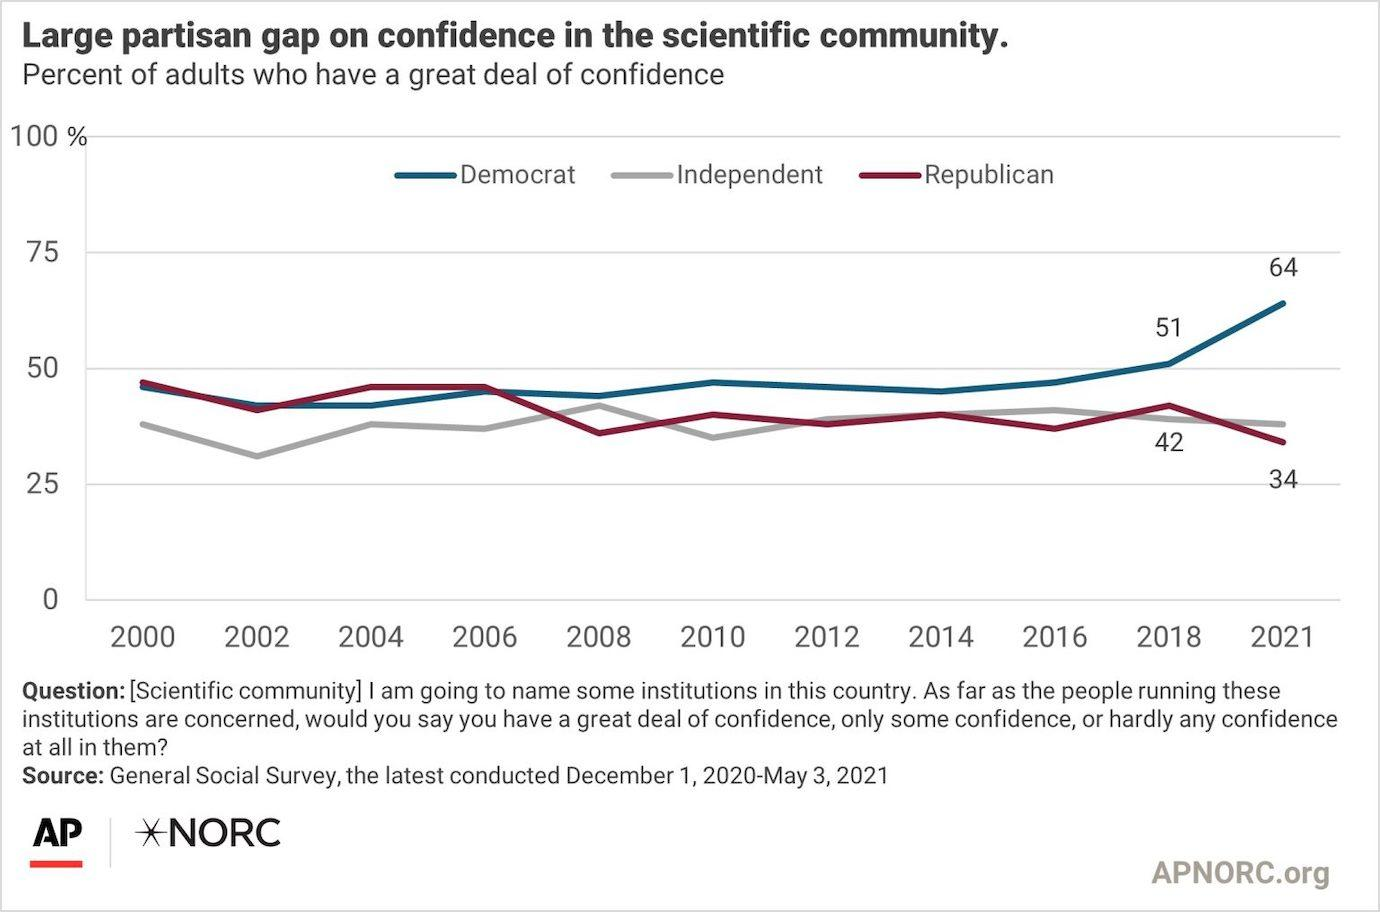 Large partisan gap on confidence in the scientific community.
Percent of adults who have a great deal of confidence
100 %
Democrat Independent Republican
75
64
51
50
42
34
25
0
2000 2002 2004 2006 2008 2010 2012 2014 2016 2018 2021
Question: [Scientific community] I am going to name some institutions in this country. As far as the people running these
institutions are concerned, would you say you have a great deal of confidence, only some confidence, or hardly any confidence
at all in them?
Source: General Social Survey, the latest conducted December 1, 2020-May 3, 2021
AP NORC
APNORC.org